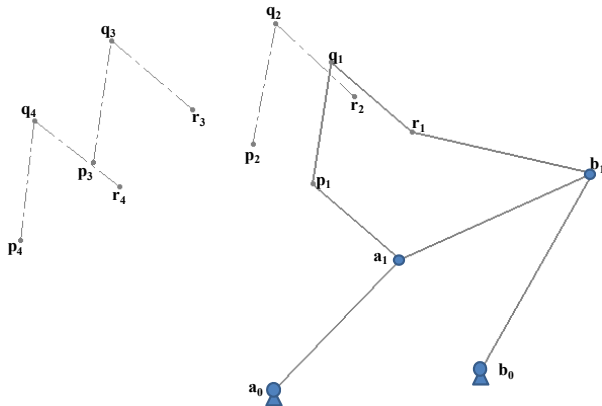 q₂
q₃
q₁
q₄
r₂
r₃
r₁
p₂
b₁
p₃
p₁
r₄
p₄
a₁
b₀
a₀